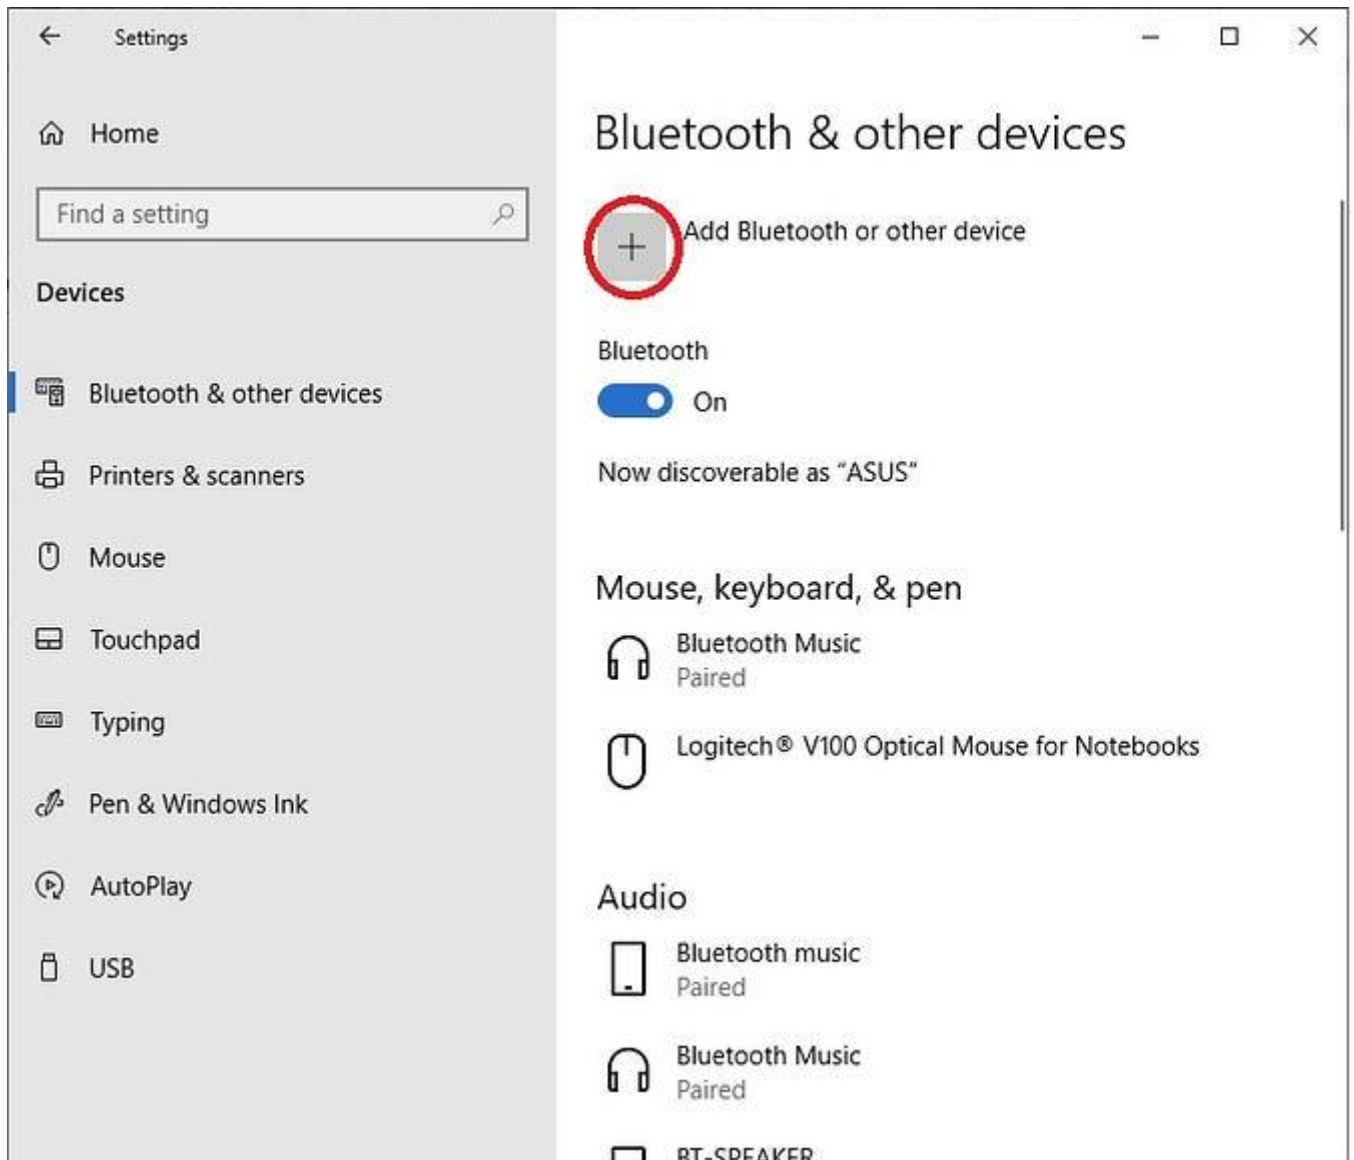 Settings
Home
Find a setting
Devices
Bluetooth & other devices
Printers & scanners
Mouse
Touchpad
Typing
Pen & Windows Ink
AutoPlay
USB
Bluetooth & other devices
Add Bluetooth or other device
Bluetooth
On
Now discoverable as “ASUS”
Mouse, keyboard, & pen
Bluetooth Music
Paired
Logitech® V100 Optical Mouse for Notebooks
Audio
Bluetooth music
Paired
Bluetooth Music
Paired
BT-SPEAKER